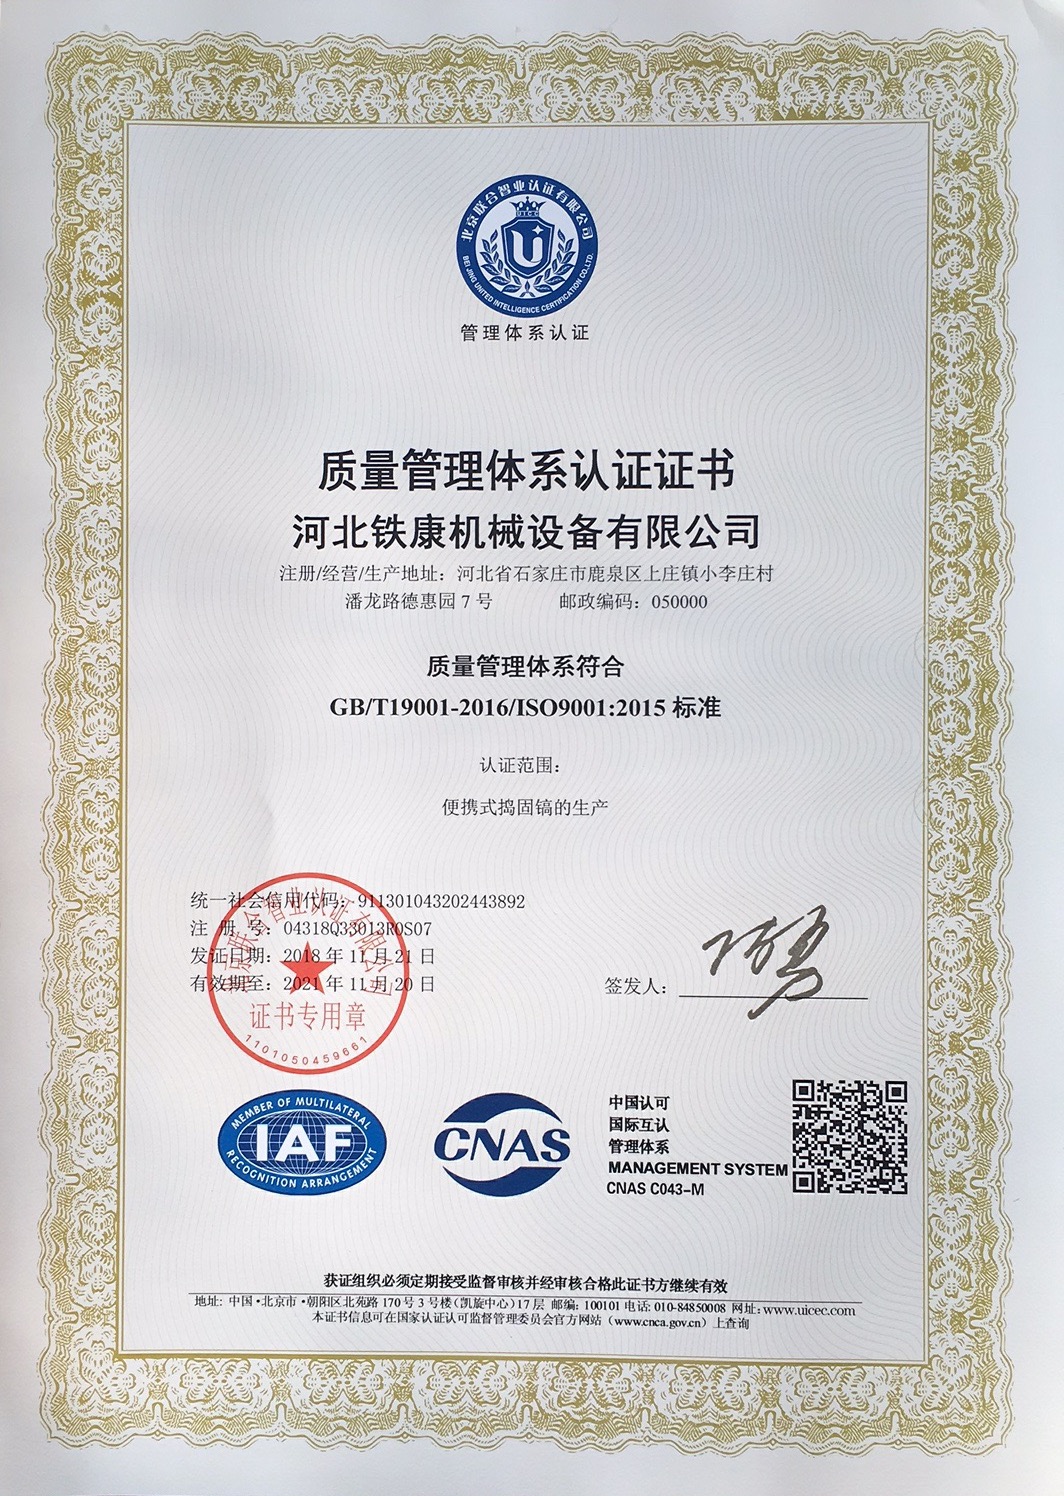 北京联合智业认证有限公司
UICC
BEI JING UNITED INTELLIGENCE CERTIFICATION CO.,LTD.
管理体系认证
质量管理体系认证证书
河北铁康机械设备有限公司
注册/经营/生产地址：河北省石家庄市鹿泉区上庄镇小李庄村
潘龙路德惠园 7 号 邮政编码：050000
质量管理体系符合
GB/T19001-2016/ISO9001:2015 标准
认证范围：
便携式捣固镐的生产
统一社会信用代码：911301043202443892
注 册 号：04318Q33013R0S07
发证日期：2018 年 11 月 21 日
有效期至：2021 年 11 月 20 日
签发人：
北京联合智业认证有限公司
证书专用章
1101050459661
MEMBER OF MULTILATERAL
IAF
RECOGNITION ARRANGEMENT
CNAS
中国认可
国际互认
管理体系
MANAGEMENT SYSTEM
CNAS C043-M
获证组织必须定期接受监督审核并经审核合格此证书方继续有效
地址: 中国·北京市·朝阳区北苑路 170 号 3 号楼（凯旋中心）17 层 邮编: 100101 电话: 010-84850008 网址: www.uicec.com
本证书信息可在国家认证认可监督管理委员会官方网站（www.cnca.gov.cn）上查询